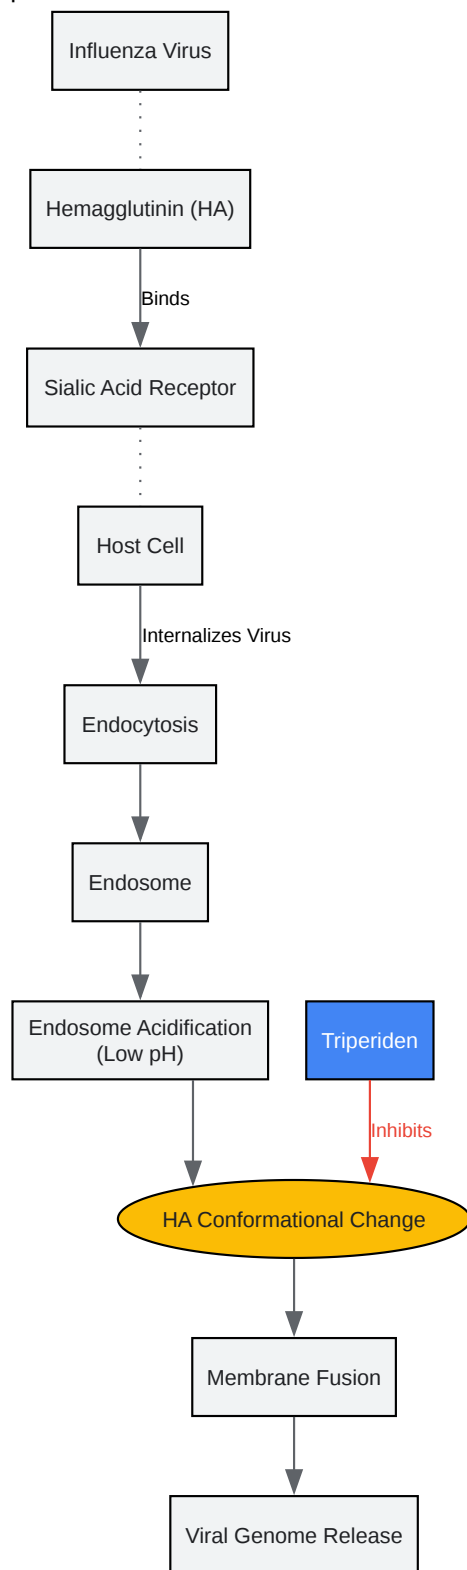 Influenza Virus
Hemagglutinin (HA)
Binds
Sialic Acid Receptor
Host Cell
Internalizes Virus
Endocytosis
Endosome
Endosome Acidification
(Low pH)
Triperiden
Inhibits
HA Conformational Change
Membrane Fusion
Viral Genome Release